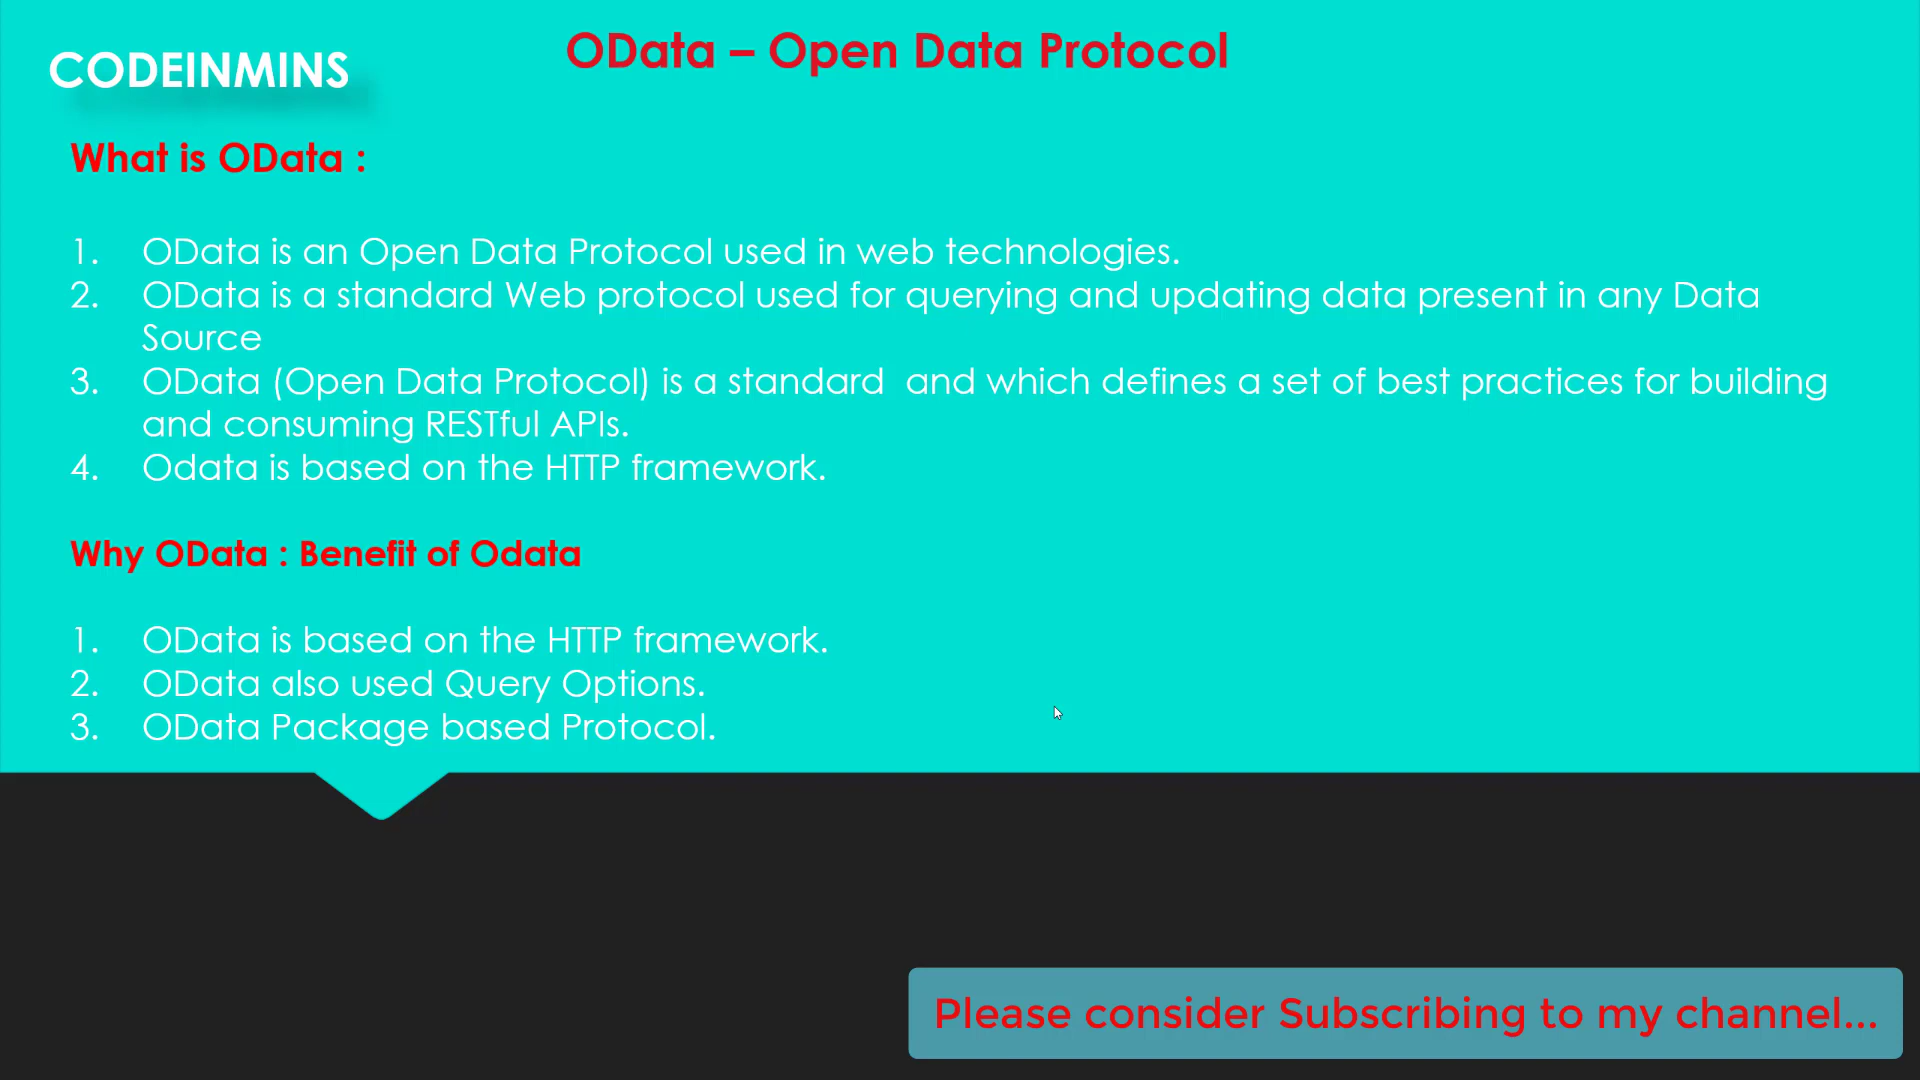 CODEINMINS
OData – Open Data Protocol
What is OData :
1. OData is an Open Data Protocol used in web technologies.
2. OData is a standard Web protocol used for querying and updating data present in any Data
Source
3. OData (Open Data Protocol) is a standard  and which defines a set of best practices for building
and consuming RESTful APIs.
4. Odata is based on the HTTP framework.
Why OData : Benefit of Odata
1. OData is based on the HTTP framework.
2. OData also used Query Options.
3. OData Package based Protocol.
Please consider Subscribing to my channel...